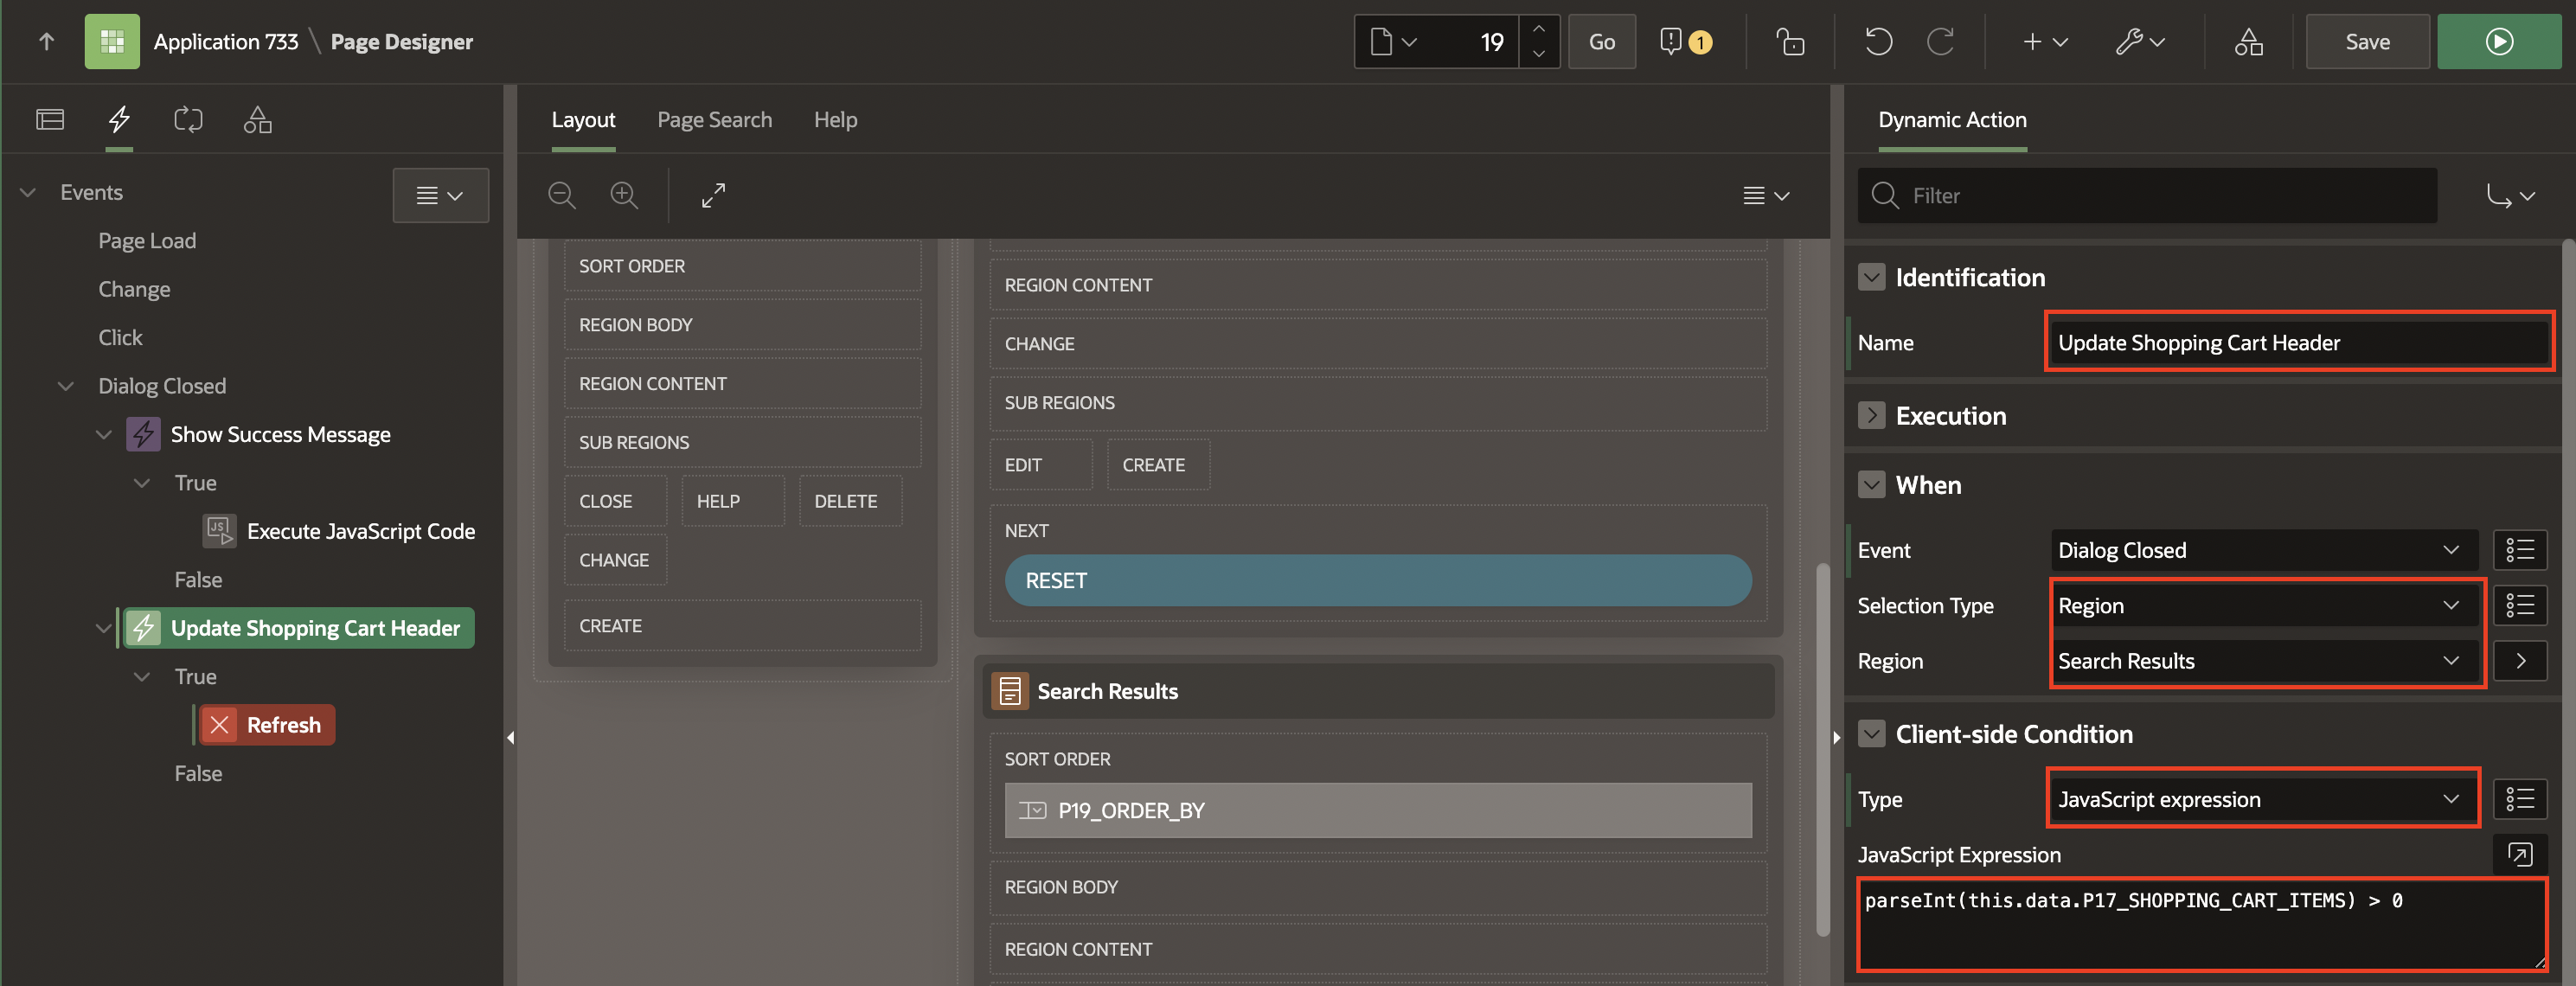 Application 733 \ Page Designer
19
Go
1
Save
Layout
Page Search
Help
Dynamic Action
Events
Page Load
Change
Click
Dialog Closed
Show Success Message
True
JS
Execute JavaScript Code
False
Update Shopping Cart Header
True
Refresh
False
SORT ORDER
REGION BODY
REGION CONTENT
SUB REGIONS
CLOSE
HELP
DELETE
CHANGE
CREATE
REGION CONTENT
CHANGE
SUB REGIONS
EDIT
CREATE
NEXT
RESET
Search Results
SORT ORDER
P19_ORDER_BY
REGION BODY
REGION CONTENT
Filter
Identification
Name
Update Shopping Cart Header
Execution
When
Event
Dialog Closed
Selection Type
Region
Region
Search Results
Client-side Condition
Type
JavaScript expression
JavaScript Expression
parseInt(this.data.P17_SHOPPING_CART_ITEMS) > 0